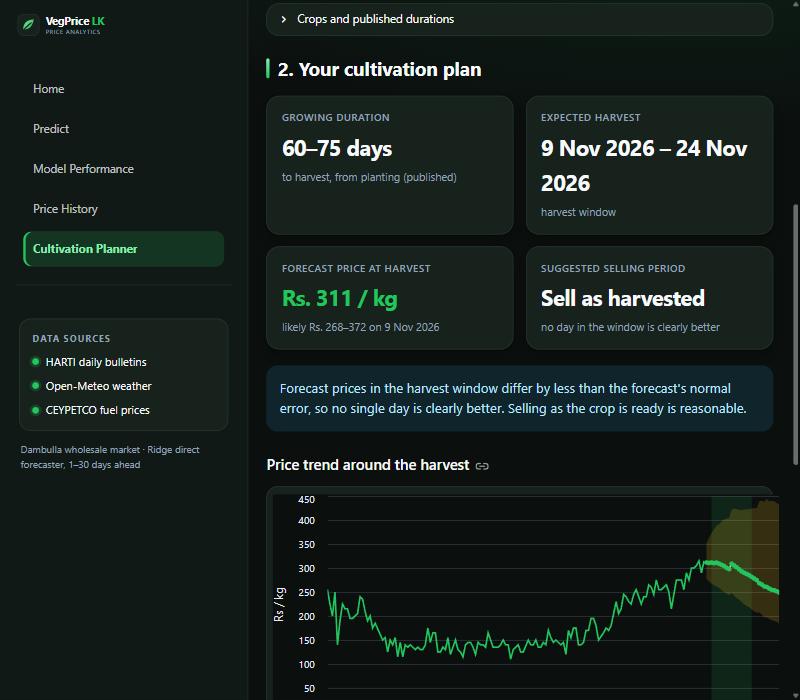 VegPrice LK
PRICE ANALYTICS
Home
Predict
Model Performance
Price History
Cultivation Planner
DATA SOURCES
HARTI daily bulletins
Open-Meteo weather
CEYPETCO fuel prices
Dambulla wholesale market · Ridge direct
forecaster, 1–30 days ahead
Crops and published durations
2. Your cultivation plan
GROWING DURATION
60–75 days
to harvest, from planting (published)
EXPECTED HARVEST
9 Nov 2026 – 24 Nov
2026
harvest window
FORECAST PRICE AT HARVEST
Rs. 311 / kg
likely Rs. 268–372 on 9 Nov 2026
SUGGESTED SELLING PERIOD
Sell as harvested
no day in the window is clearly better
Forecast prices in the harvest window differ by less than the forecast's normal
error, so no single day is clearly better. Selling as the crop is ready is reasonable.
Price trend around the harvest
Rs / kg
450
400
350
300
250
200
150
100
50